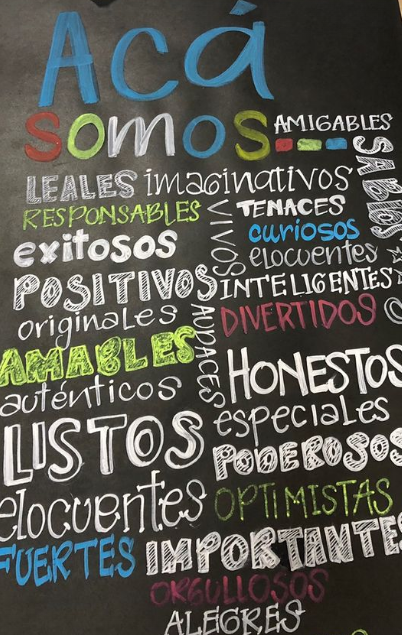 Acá
somos
AMIGABLES
SABIOS
LEALES imaginativos
RESPONSABLES
VIVOS
TENACES
exitosos
curiosos
elocuentes
POSITIVOS
INTELIGENTES
originales
AUDACES
DIVERTIDOS
AMABLES
HONESTOS
auténticos
especiales
LISTOS
PODEROSOS
elocuentes
OPTIMISTAS
FUERTES
IMPORTANTES
ORGULLOSOS
ALEGRES